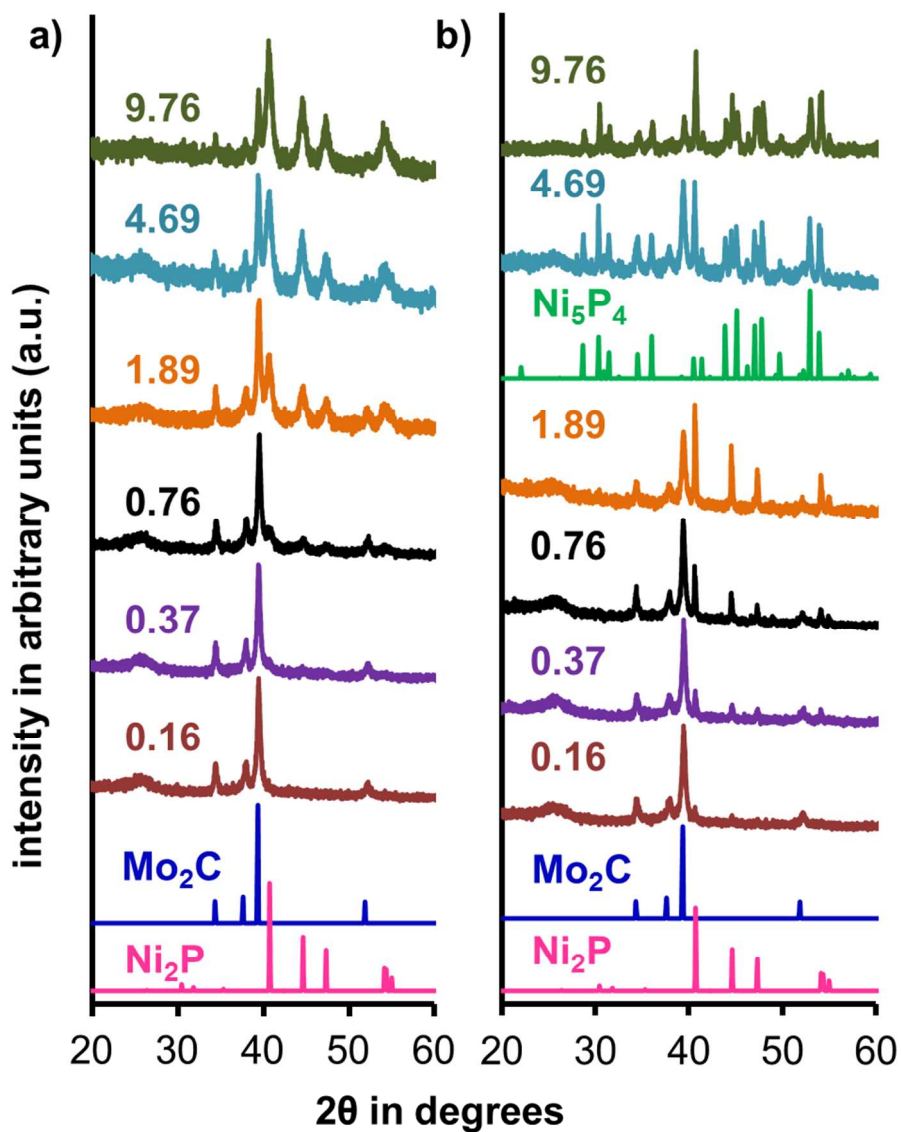 a)
9.76
4.69
1.89
0.76
0.37
0.16
Mo₂C
Ni₂P
20 30 40 50 60
b)
9.76
4.69
Ni₅P₄
1.89
0.76
0.37
0.16
Mo₂C
Ni₂P
20 30 40 50 60
intensity in arbitrary units (a.u.)
2θ in degrees